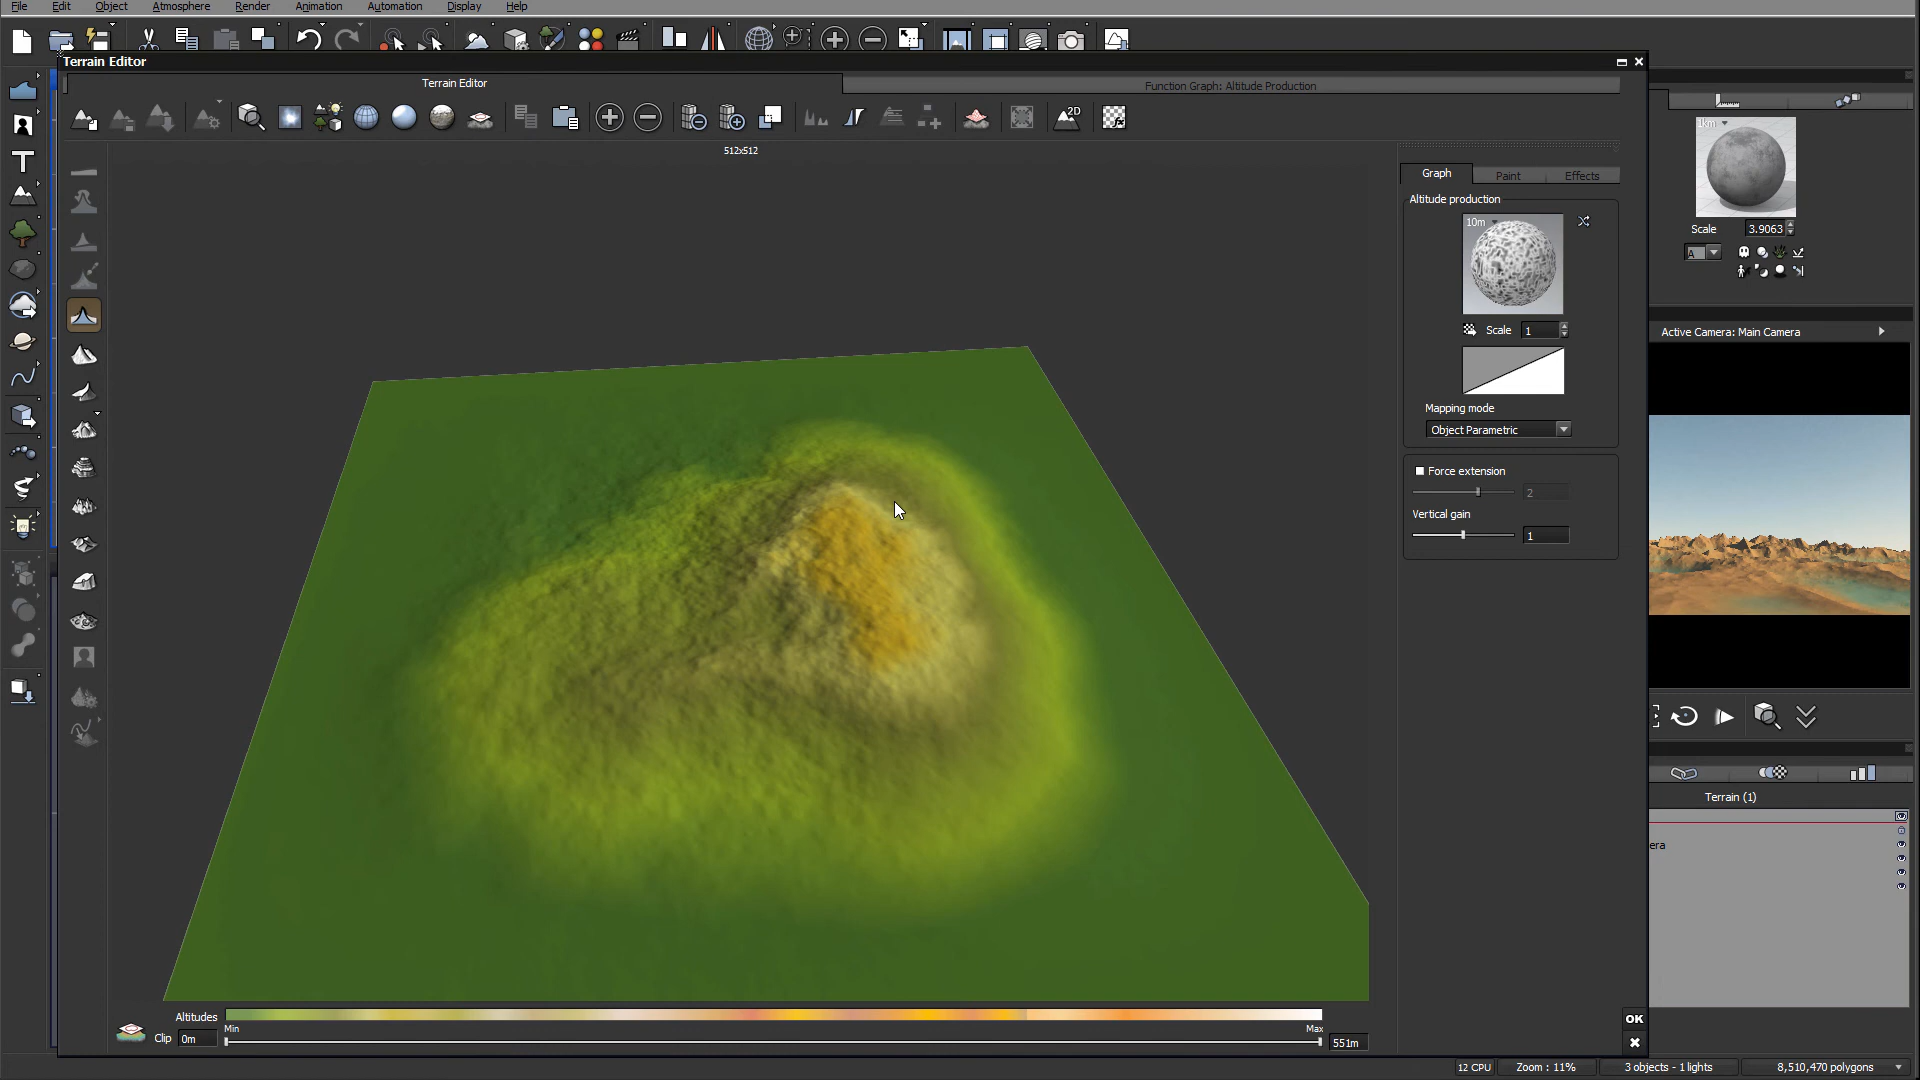 File Edit Object Atmosphere Render Animation Automation Display Help
Terrain Editor
Terrain Editor
Function Graph: Altitude Production
2D
512x512
Graph Paint Effects
Altitude production
10m
Scale 1
Mapping mode
Object Parametric
Force extension
2
Vertical gain
1
1km
Scale 3.9063
A
Active Camera: Main Camera
Terrain (1)
era
Altitudes
Min Max
Clip 0m 551m
OK
12 CPU Zoom : 11% 3 objects - 1 lights 8,510,470 polygons